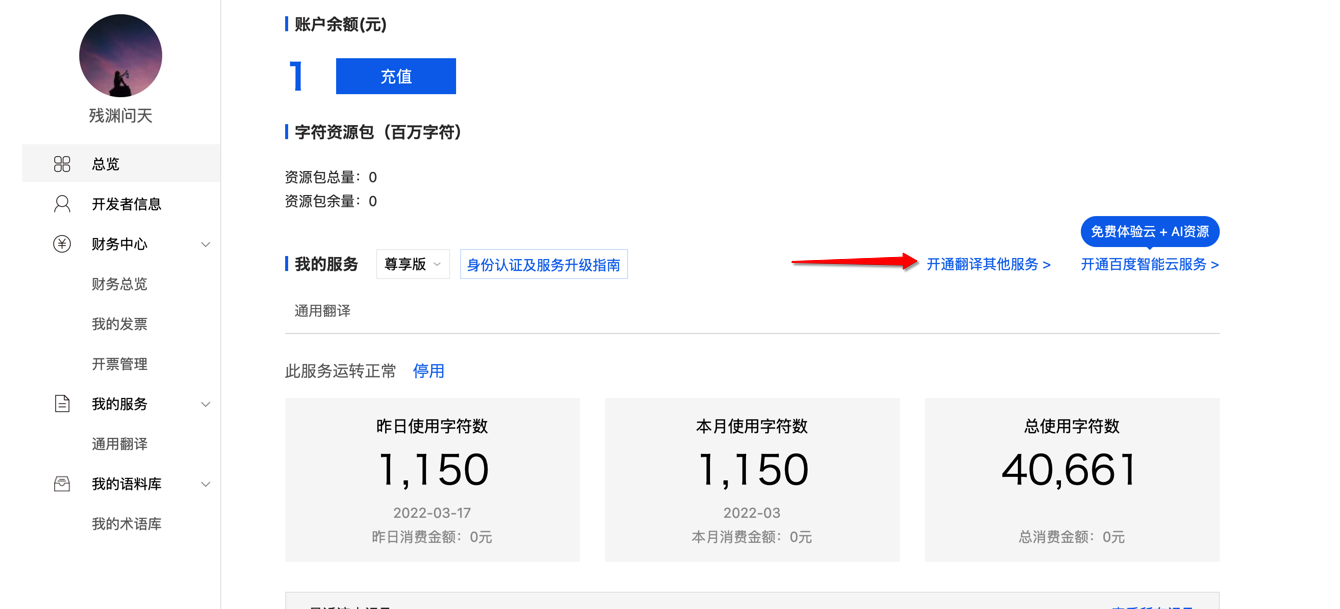 残渊问天
总览
开发者信息
财务中心
财务总览
我的发票
开票管理
我的服务
通用翻译
我的语料库
我的术语库
账户余额(元)
1
充值
字符资源包（百万字符）
资源包总量：0
资源包余量：0
免费体验云 + AI资源
我的服务 尊享版 身份认证及服务升级指南 开通翻译其他服务 > 开通百度智能云服务 >
通用翻译
此服务运转正常 停用
昨日使用字符数
1,150
2022-03-17
昨日消费金额：0元
本月使用字符数
1,150
2022-03
本月消费金额：0元
总使用字符数
40,661
总消费金额：0元